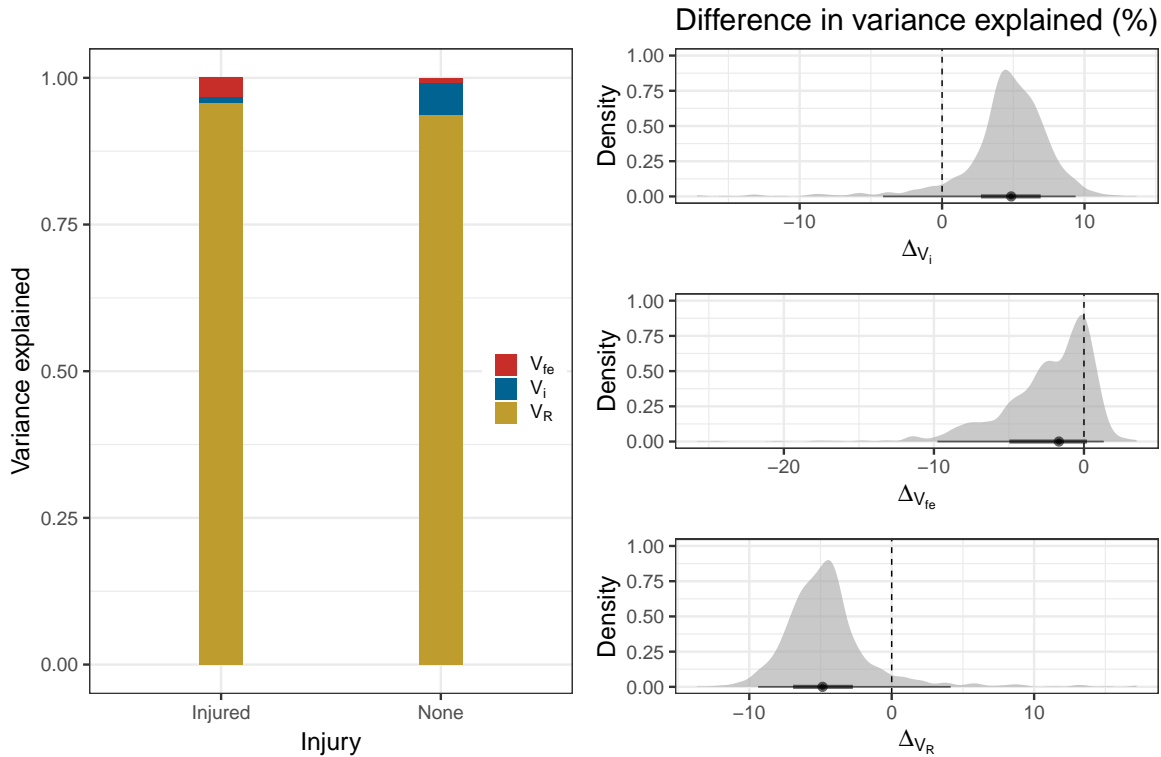 Variance explained
1.00
0.75
0.50
0.25
0.00
Injured None
Injury
V_fe
V_i
V_R
Difference in variance explained (%)
Density
1.00
0.75
0.50
0.25
0.00
−10 0 10
Δ_V_i
Density
1.00
0.75
0.50
0.25
0.00
−20 −10 0
Δ_V_fe
Density
1.00
0.75
0.50
0.25
0.00
−10 0 10
Δ_V_R